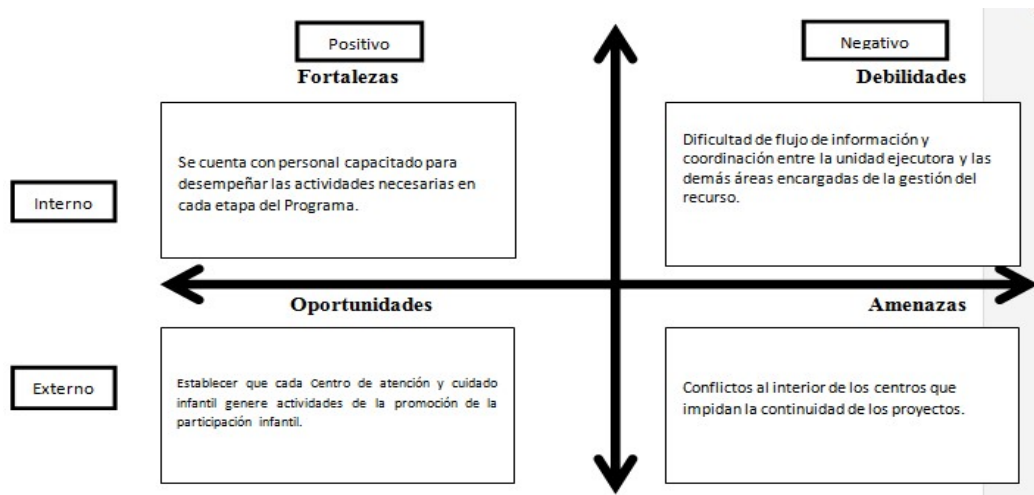 Positivo
Negativo
Fortalezas
Debilidades
Interno
Se cuenta con personal capacitado para
desempeñar las actividades necesarias en
cada etapa del Programa.
Dificultad de flujo de información y
coordinación entre la unidad ejecutora y las
demás áreas encargadas de la gestión del
recurso.
Oportunidades
Amenazas
Externo
Establecer que cada Centro de atención y cuidado
infantil genere actividades de la promoción de la
participación infantil.
Conflictos al interior de los centros que
impidan la continuidad de los proyectos.